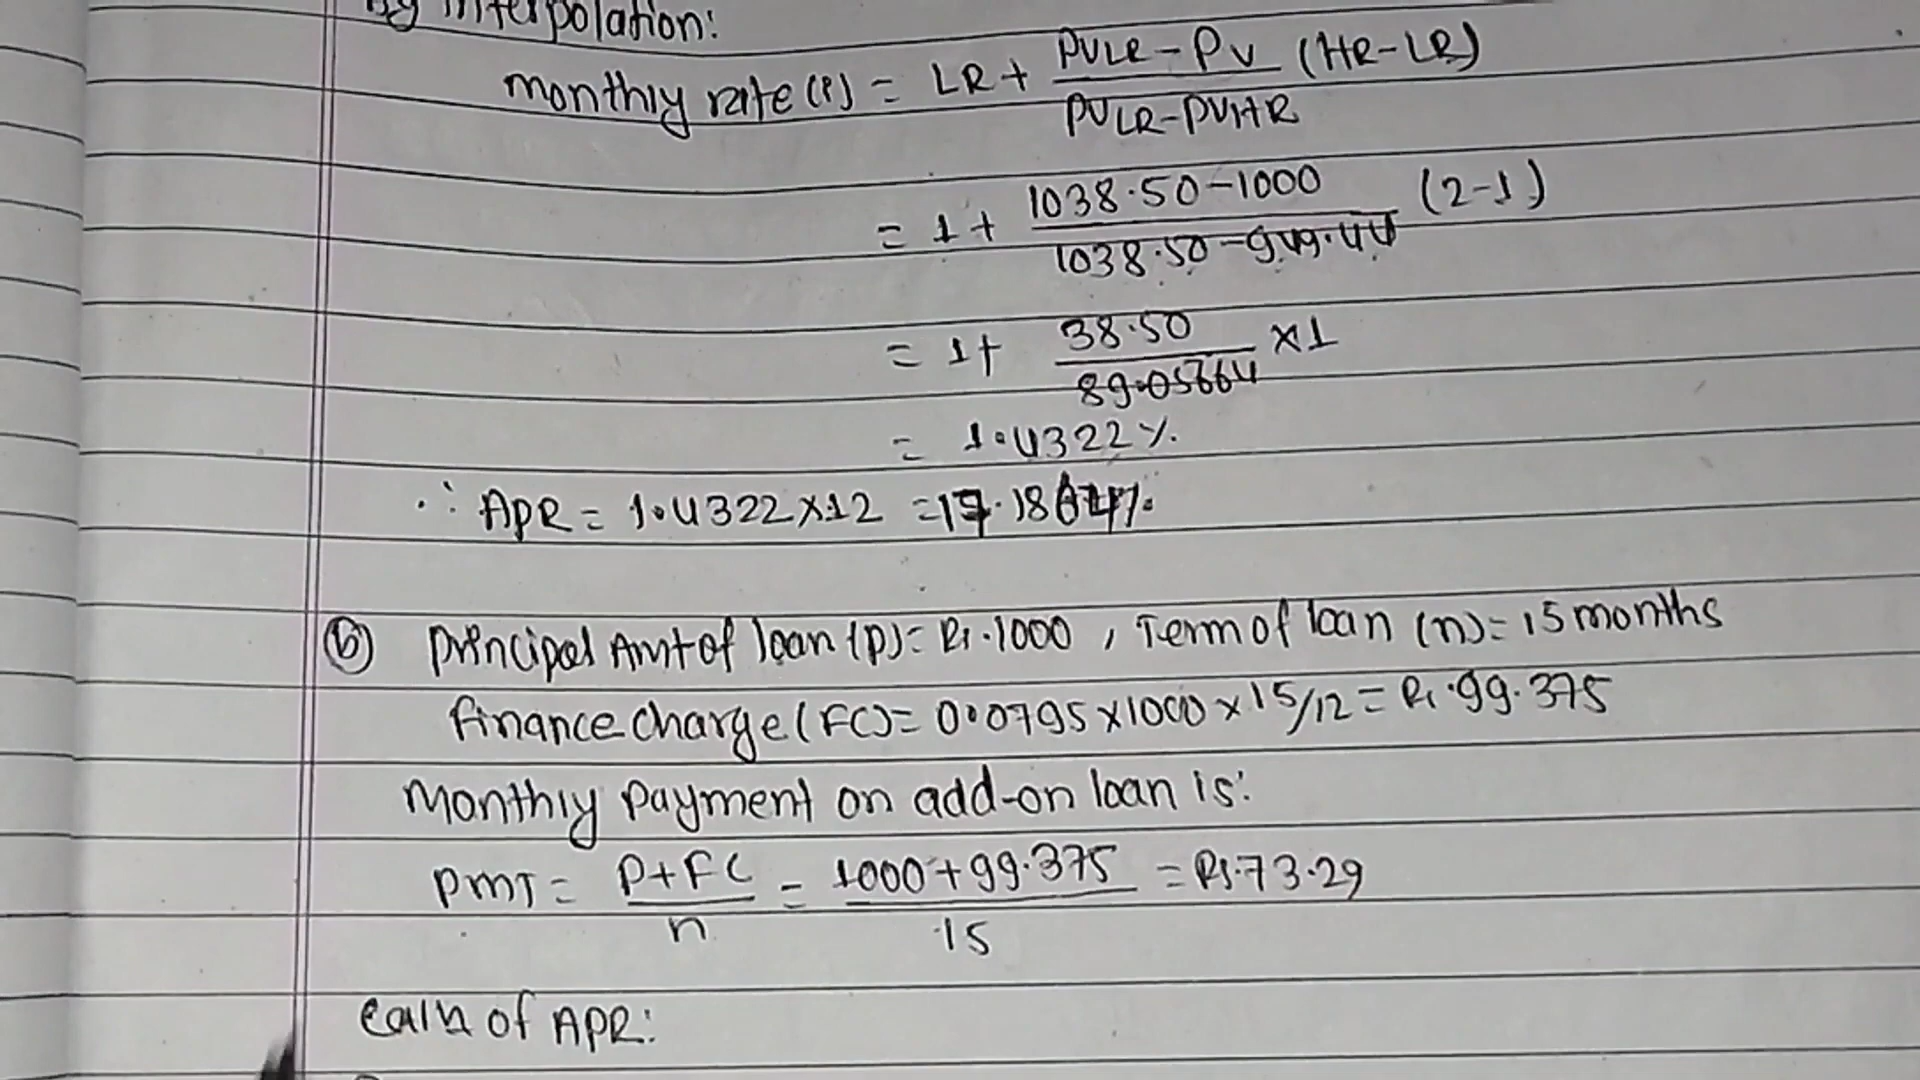 By interpolation:
monthly rate (i) = LR + PVLR - PV / PVLR - PVHR (HR-LR)
= 1 + 1038.50-1000 / 1038.50-949.44 (2-1)
= 1 + 38.50 / 89.05664 ×1
= 1.4322%.
∴ APR = 1.4322×12 = 17.1864%.
(b) Principal Amt of loan (P) = Rs.1000, Term of loan (n) = 15 months
finance charge (FC) = 0.0795×1000×15/12 = Rs.99.375
Monthly payment on add-on loan is:
PMT = P+FC / n = 1000+99.375 / 15 = Rs.73.29
of APR: